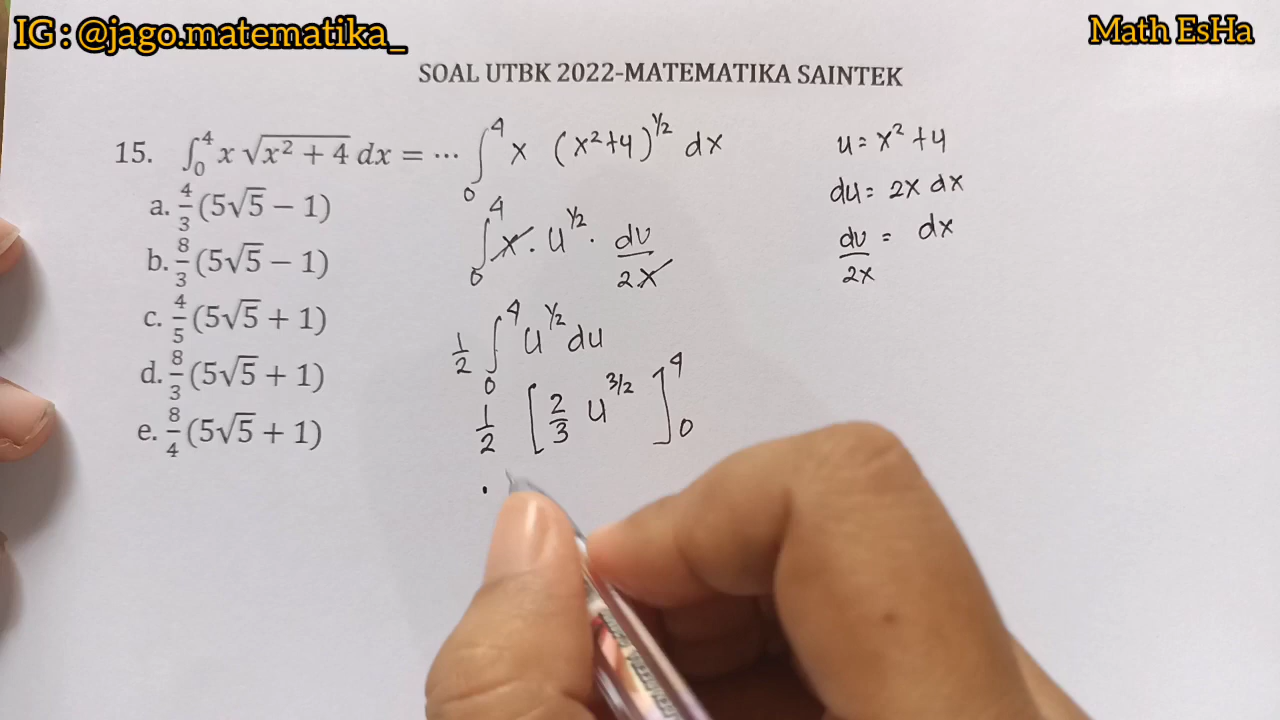 IG : @jago.matematika_
Math EsHa
SOAL UTBK 2022-MATEMATIKA SAINTEK
15. ∫₀⁴ x √(x² + 4) dx = ⋯
a. 4/3 (5√5 − 1)
b. 8/3 (5√5 − 1)
c. 4/5 (5√5 + 1)
d. 8/3 (5√5 + 1)
e. 8/4 (5√5 + 1)
∫₀⁴ x (x²+4)^½ dx
∫₀⁴ x · u^½ · du/2x
1/2 ∫₀⁴ u^½ du
1/2 [2/3 u^3/2]₀⁴
u = x² + 4
du = 2x dx
du/2x = dx